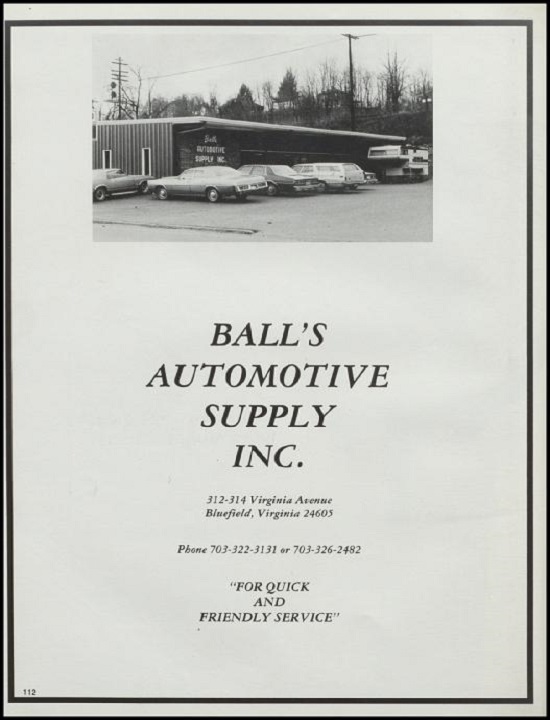 Ball
AUTOMOTIVE
SUPPLY INC.
BALL'S
AUTOMOTIVE
SUPPLY
INC.
312-314 Virginia Avenue
Bluefield, Virginia 24605
Phone 703-322-3131 or 703-326-2482
"FOR QUICK
AND
FRIENDLY SERVICE"
112